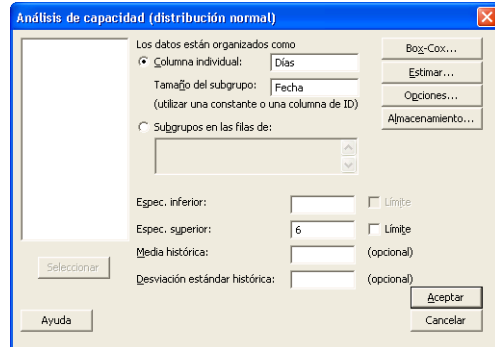 Análisis de capacidad (distribución normal)
Los datos están organizados como
Columna individual: Días
Tamaño del subgrupo: Fecha
(utilizar una constante o una columna de ID)
Subgrupos en las filas de:
Box-Cox...
Estimar...
Opciones...
Almacenamiento...
Espec. inferior: Límite
Espec. superior: 6 Límite
Media histórica: (opcional)
Desviación estándar histórica: (opcional)
Seleccionar
Aceptar
Ayuda
Cancelar